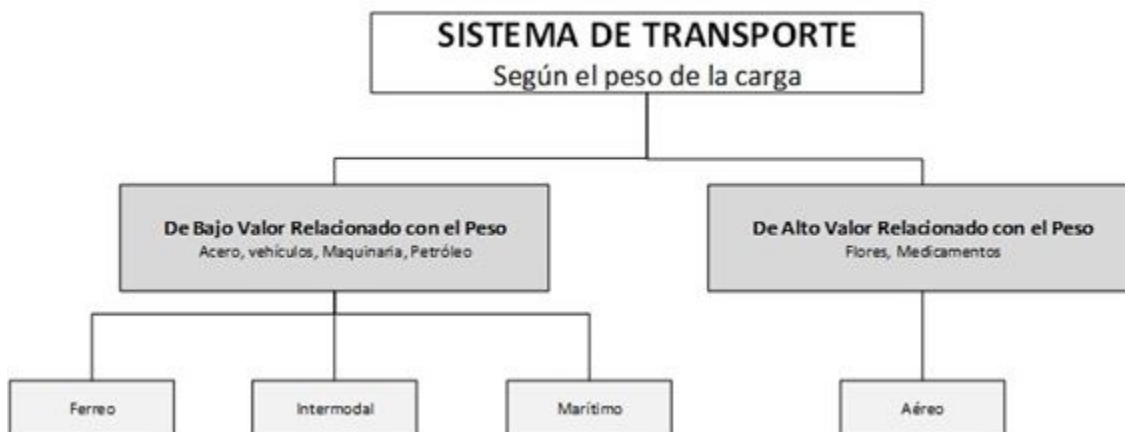 SISTEMA DE TRANSPORTE
Según el peso de la carga
De Bajo Valor Relacionado con el Peso
Acero, vehículos, Maquinaria, Petróleo
De Alto Valor Relacionado con el Peso
Flores, Medicamentos
Ferreo
Intermodal
Marítimo
Aéreo